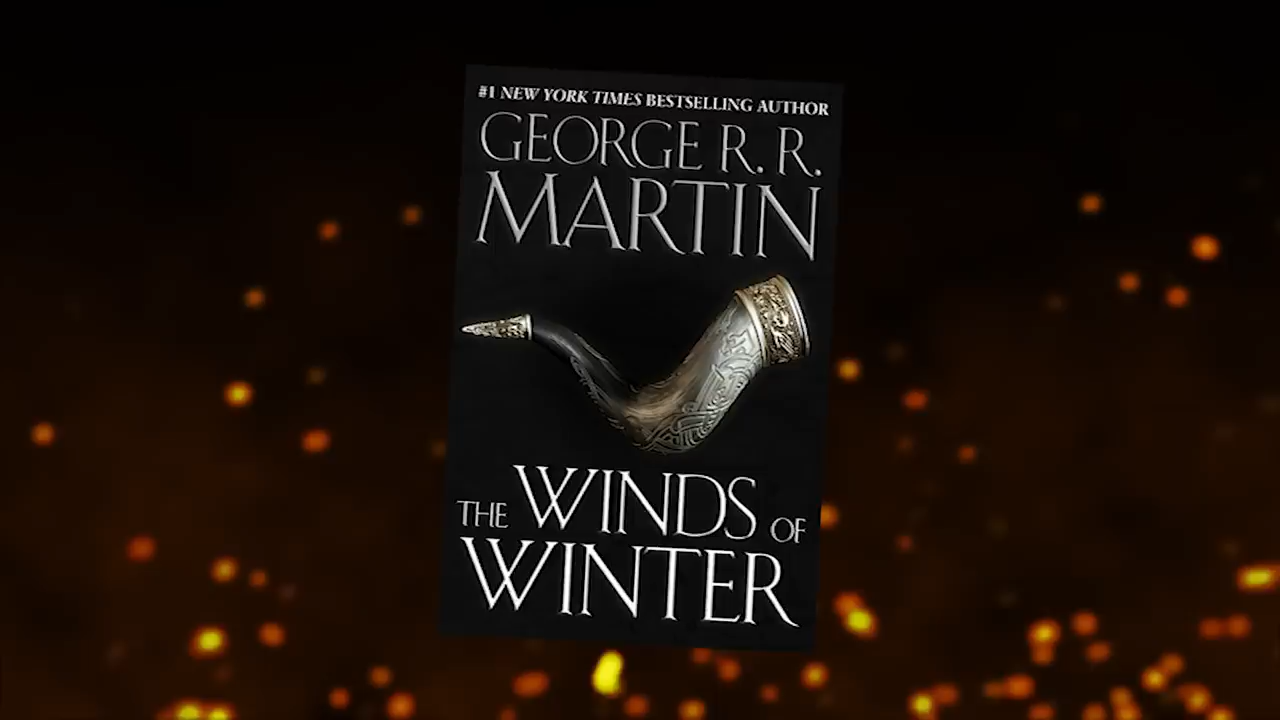 #1 NEW YORK TIMES BESTSELLING AUTHOR
GEORGE R. R.
MARTIN
THE WINDS OF
WINTER